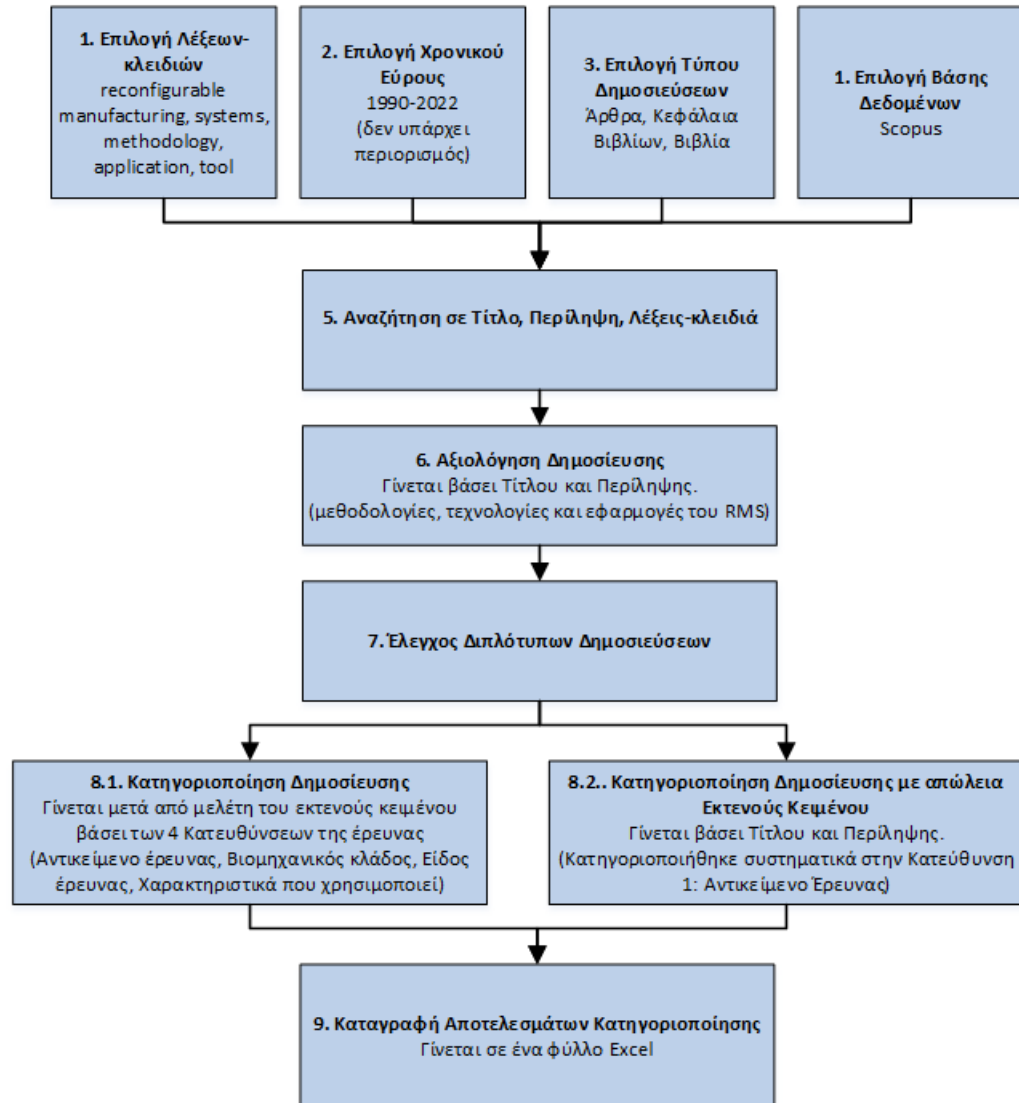 1. Επιλογή Λέξεων-
κλειδιών
reconfigurable
manufacturing, systems,
methodology,
application, tool
2. Επιλογή Χρονικού
Εύρους
1990-2022
(δεν υπάρχει
περιορισμός)
3. Επιλογή Τύπου
Δημοσιεύσεων
Άρθρα, Κεφάλαια
Βιβλίων, Βιβλία
1. Επιλογή Βάσης
Δεδομένων
Scopus
5. Αναζήτηση σε Τίτλο, Περίληψη, Λέξεις-κλειδιά
6. Αξιολόγηση Δημοσίευσης
Γίνεται βάσει Τίτλου και Περίληψης.
(μεθοδολογίες, τεχνολογίες και εφαρμογές του RMS)
7. Έλεγχος Διπλότυπων Δημοσιεύσεων
8.1. Κατηγοριοποίηση Δημοσίευσης
Γίνεται μετά από μελέτη του εκτενούς κειμένου
βάσει των 4 Κατευθύνσεων της έρευνας
(Αντικείμενο έρευνας, Βιομηχανικός κλάδος, Είδος
έρευνας, Χαρακτηριστικά που χρησιμοποιεί)
8.2.. Κατηγοριοποίηση Δημοσίευσης με απώλεια
Εκτενούς Κειμένου
Γίνεται βάσει Τίτλου και Περίληψης.
(Κατηγοριοποιήθηκε συστηματικά στην Κατεύθυνση
1: Αντικείμενο Έρευνας)
9. Καταγραφή Αποτελεσμάτων Κατηγοριοποίησης
Γίνεται σε ένα φύλλο Excel